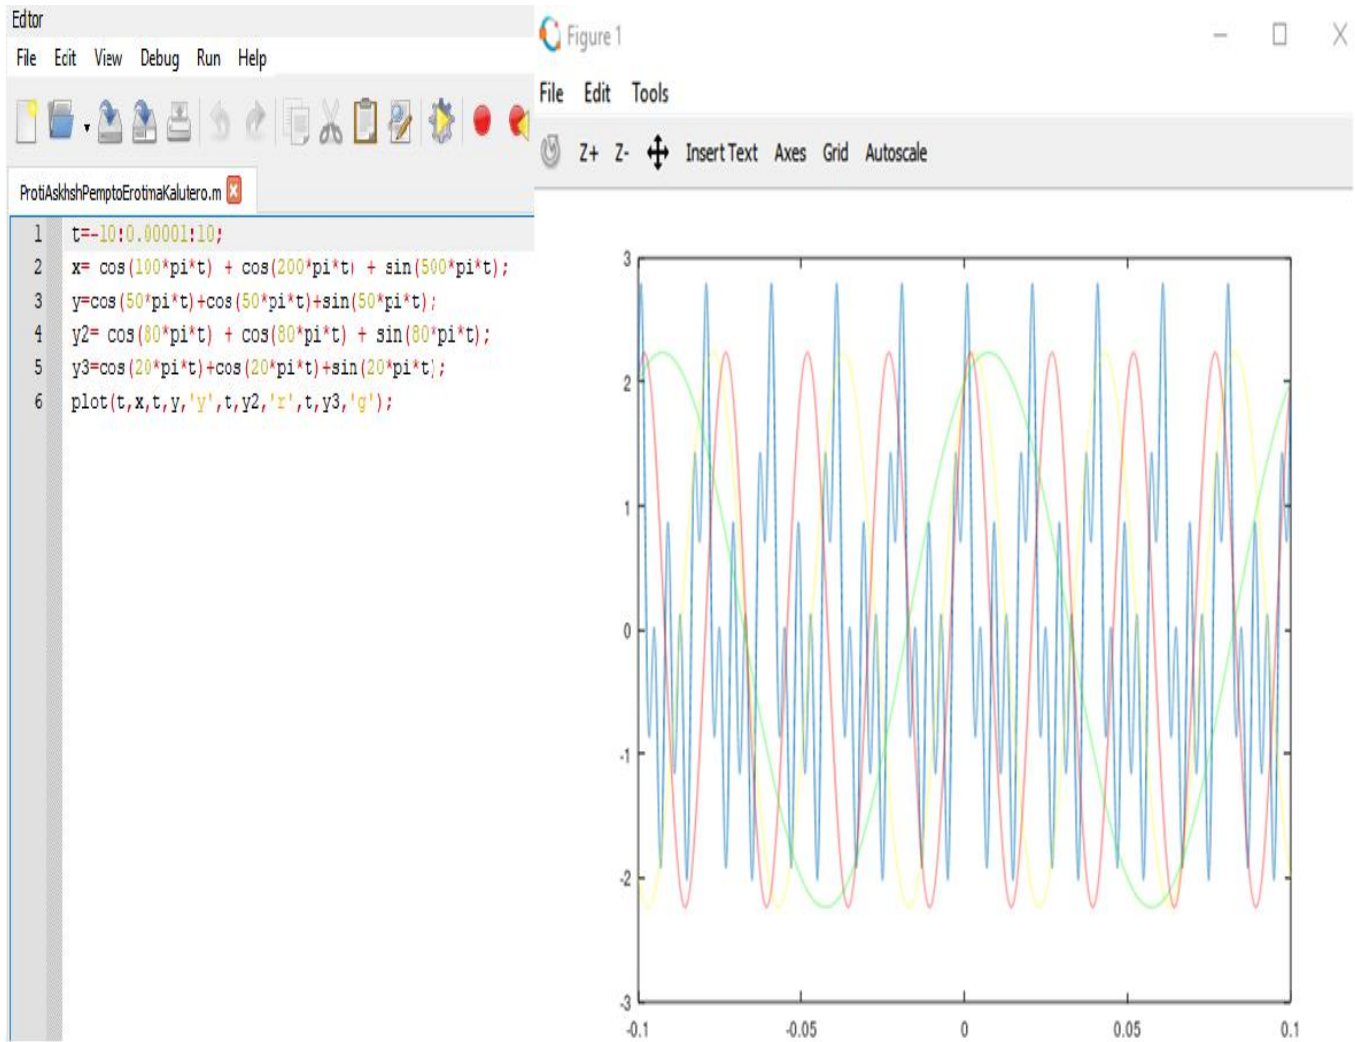 Editor
File Edit View Debug Run Help
ProtiAskhshPemptoErotimaKalutero.m
1 t=-10:0.00001:10;
2 x= cos(100*pi*t) + cos(200*pi*t) + sin(500*pi*t);
3 y=cos(50*pi*t)+cos(50*pi*t)+sin(50*pi*t);
4 y2= cos(80*pi*t) + cos(80*pi*t) + sin(80*pi*t);
5 y3=cos(20*pi*t)+cos(20*pi*t)+sin(20*pi*t);
6 plot(t,x,t,y,'y',t,y2,'r',t,y3,'g');
Figure 1
File Edit Tools
Z+ Z- Insert Text Axes Grid Autoscale
3
2
1
0
-1
-2
-3
-0.1 -0.05 0 0.05 0.1